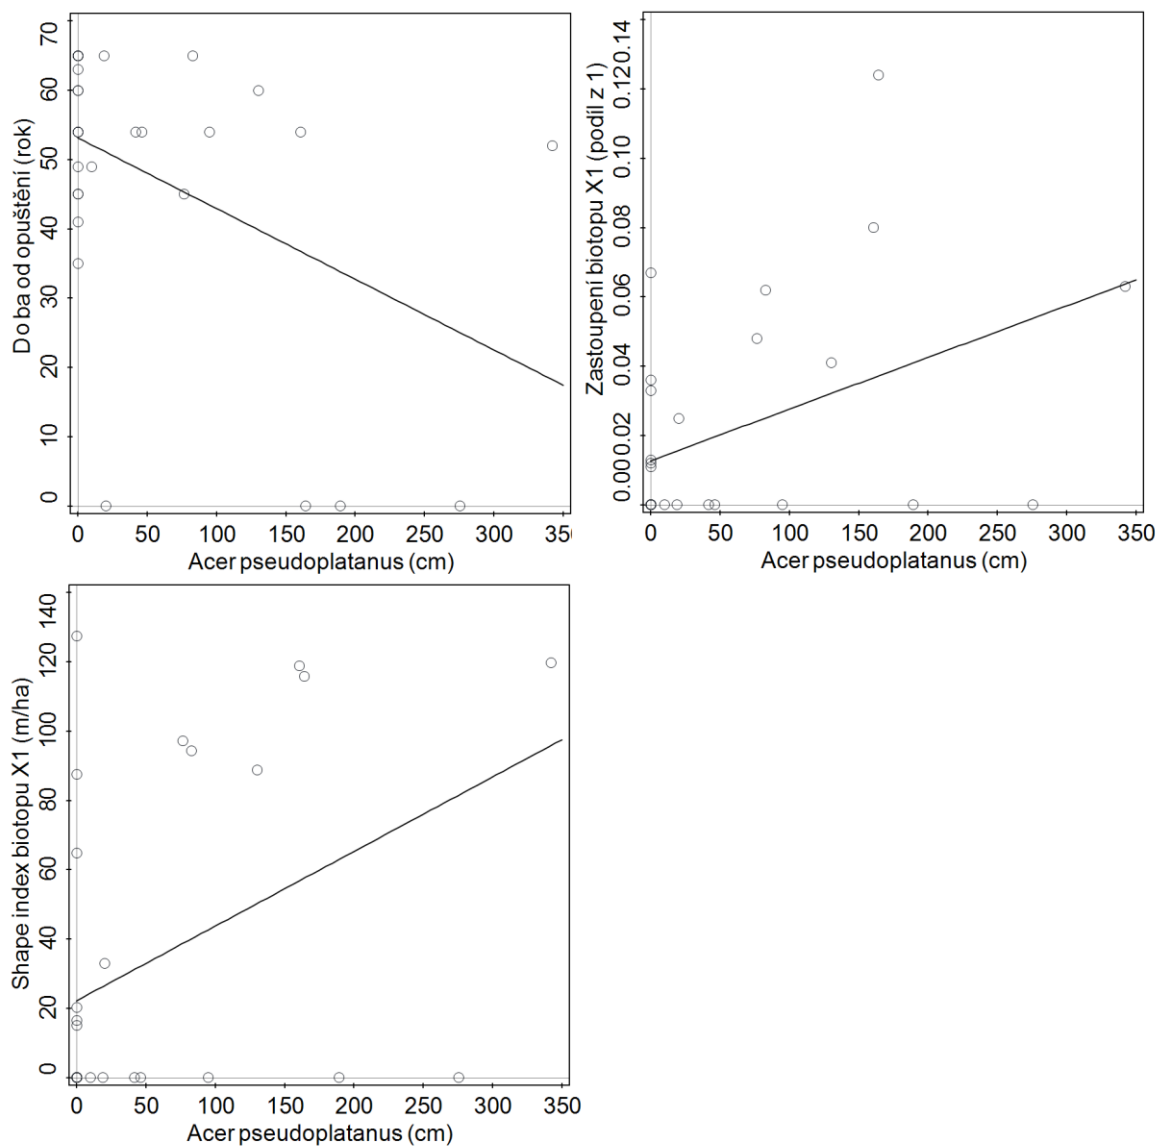 Doba od opuštění (rok)
70
60
50
40
30
20
10
0
0 50 100 150 200 250 300 350
Acer pseudoplatanus (cm)
Zastoupení biotopu X1 (podíl z 1)
0.14
0.12
0.10
0.08
0.06
0.04
0.02
0.00
0 50 100 150 200 250 300 350
Acer pseudoplatanus (cm)
Shape index biotopu X1 (m/ha)
140
120
100
80
60
40
20
0
0 50 100 150 200 250 300 350
Acer pseudoplatanus (cm)